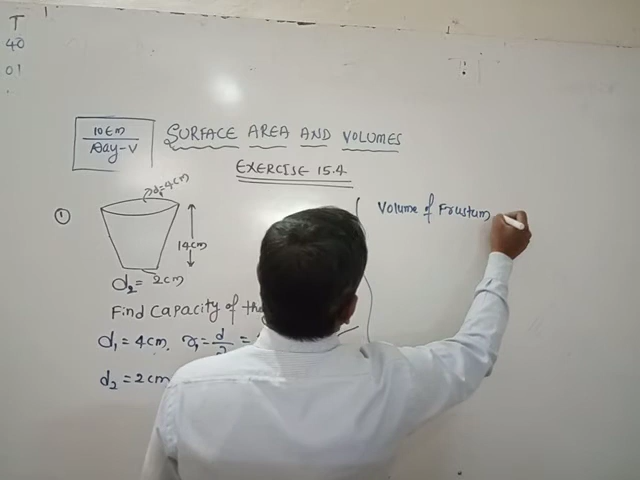 T
40
01
10EM
Day-V
SURFACE AREA AND VOLUMES
EXERCISE 15.4
①
d₁=4cm
14cm
d₂= 2cm
Find capacity of the
d₁ = 4cm, r₁ = d/2 =
d₂ = 2cm
Volume of Frustum